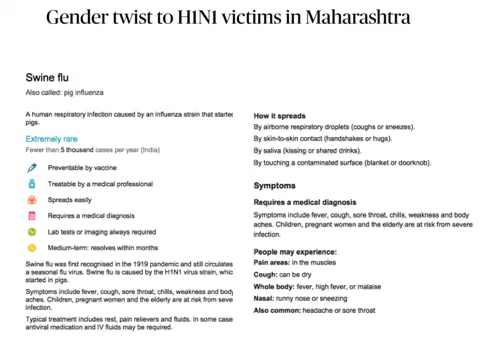 Gender twist to H1N1 victims in Maharashtra
Swine flu
Also called: pig influenza
A human respiratory infection caused by an influenza strain that started
pigs.
Extremely rare
Fewer than 5 thousand cases per year (India)
Preventable by vaccine
Treatable by a medical professional
Spreads easily
Requires a medical diagnosis
Lab tests or imaging always required
Medium-term: resolves within months
Swine flu was first recognised in the 1919 pandemic and still circulates
a seasonal flu virus. Swine flu is caused by the H1N1 virus strain, which
started in pigs.
Symptoms include fever, cough, sore throat, chills, weakness and body
aches. Children, pregnant women and the elderly are at risk from seve
infection.
Typical treatment includes rest, pain relievers and fluids. In some case
antiviral medication and IV fluids may be required.
How it spreads
By airborne respiratory droplets (coughs or sneezes).
By skin-to-skin contact (handshakes or hugs).
By saliva (kissing or shared drinks).
By touching a contaminated surface (blanket or doorknob).
Symptoms
Requires a medical diagnosis
Symptoms include fever, cough, sore throat, chills, weakness and body
aches. Children, pregnant women and the elderly are at risk from severe
infection.
People may experience:
Pain areas: in the muscles
Cough: can be dry
Whole body: fever, high fever, or malaise
Nasal: runny nose or sneezing
Also common: headache or sore throat